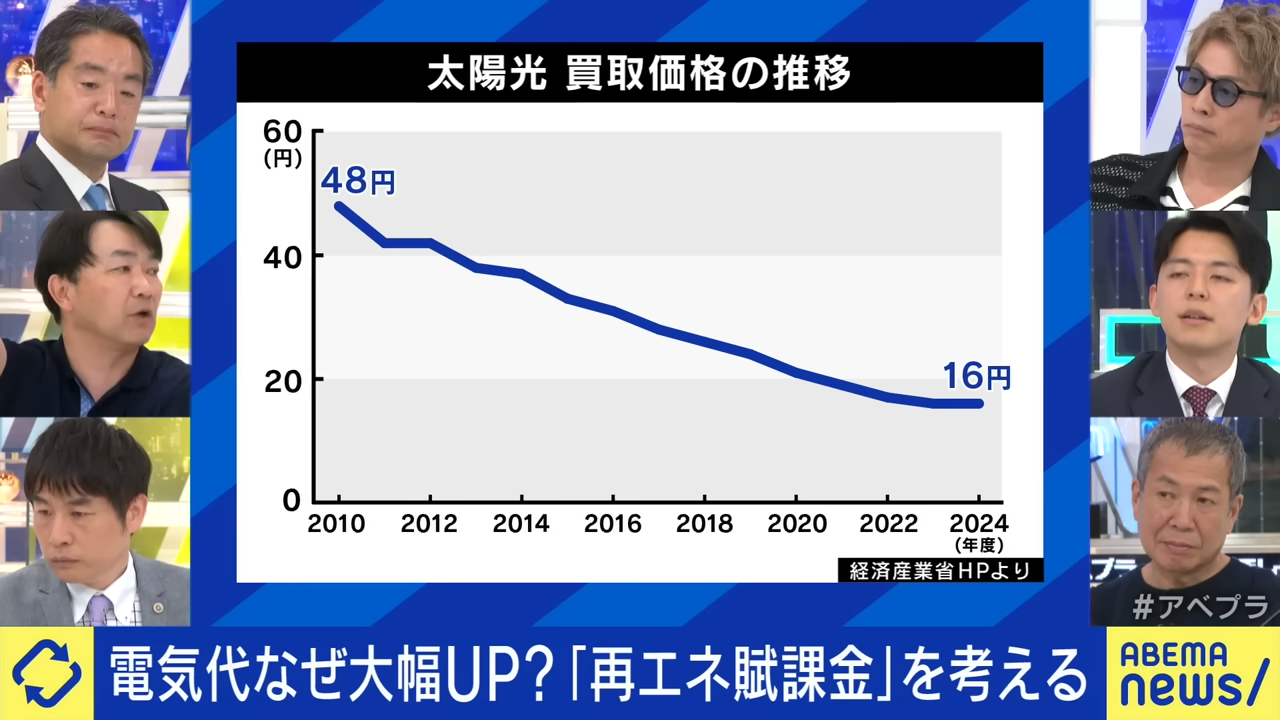 太陽光 買取価格の推移
60
(円)
48円
40
20
16円
0
2010 2012 2014 2016 2018 2020 2022 2024
(年度)
経済産業省HPより
#アベプラ
電気代なぜ大幅UP?「再エネ賦課金」を考える
ABEMA
news/